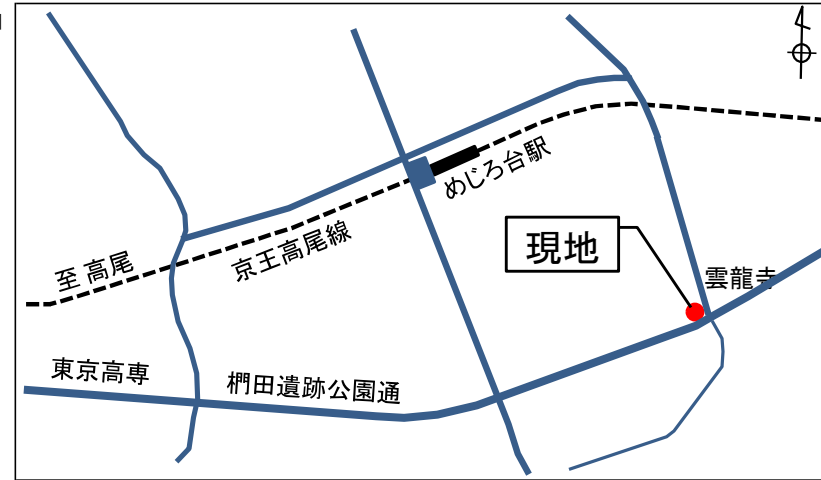 めじろ台駅
至 高尾
京王高尾線
現地
雲龍寺
東京高専
椚田遺跡公園通